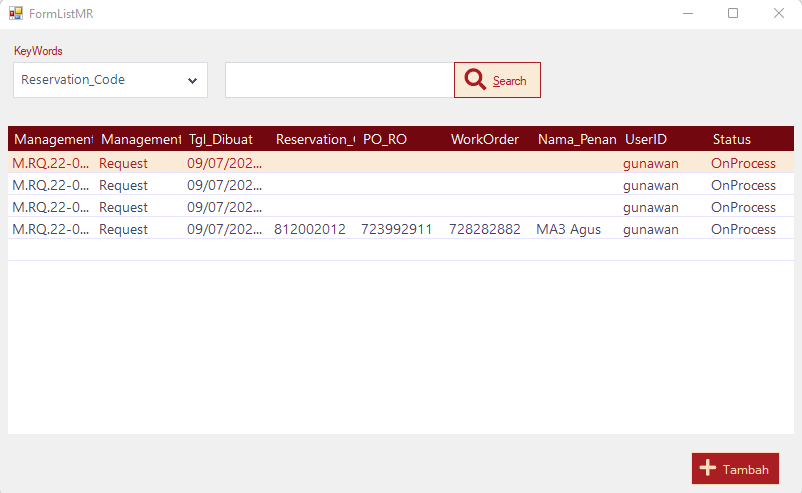 FormListMR
KeyWords
Reservation_Code
Search
Management Management Tgl_Dibuat Reservation_ PO_RO WorkOrder Nama_Penan UserID Status
M.RQ.22-0... Request 09/07/202... gunawan OnProcess
M.RQ.22-0... Request 09/07/202... gunawan OnProcess
M.RQ.22-0... Request 09/07/202... gunawan OnProcess
M.RQ.22-0... Request 09/07/202... 812002012 723992911 728282882 MA3 Agus gunawan OnProcess
Tambah